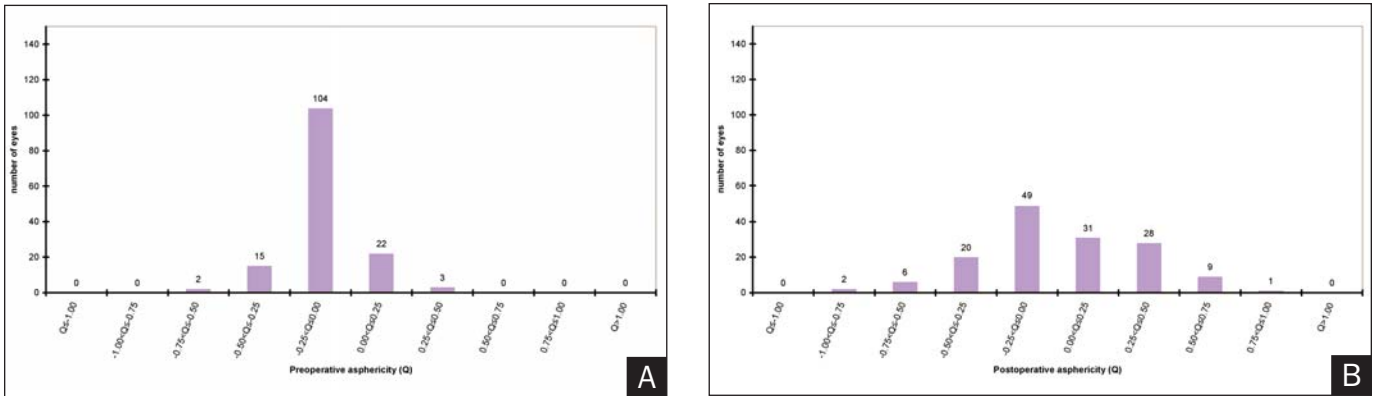 140
120
100
80
60
40
20
0
number of eyes
0
0
2
15
104
22
3
0
0
0
Q≤-1.00
-1.00<Q≤-0.75
-0.75<Q≤-0.50
-0.50<Q≤-0.25
-0.25<Q≤0.00
0.00<Q≤0.25
0.25<Q≤0.50
0.50<Q≤0.75
0.75<Q≤1.00
Q>1.00
Preoperative asphericity (Q)
A
140
120
100
80
60
40
20
0
number of eyes
0
2
6
20
49
31
28
9
1
0
Q≤-1.00
-1.00<Q≤-0.75
-0.75<Q≤-0.50
-0.50<Q≤-0.25
-0.25<Q≤0.00
0.00<Q≤0.25
0.25<Q≤0.50
0.50<Q≤0.75
0.75<Q≤1.00
Q>1.00
Postoperative asphericity (Q)
B